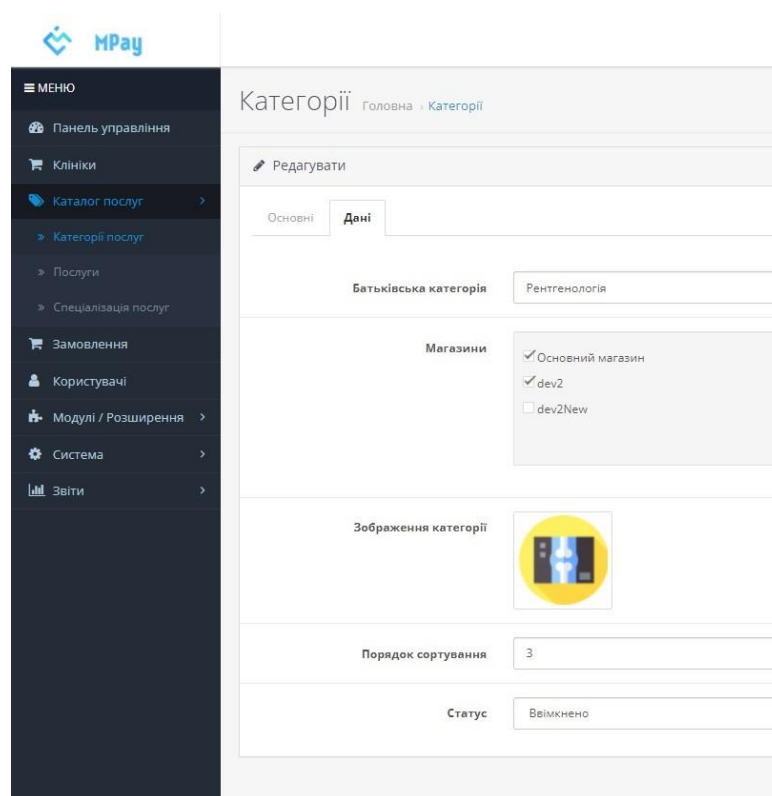 MPay
МЕНЮ
Панель управління
Клініки
Каталог послуг
Категорії послуг
Послуги
Спеціалізація послуг
Замовлення
Користувачі
Модулі / Розширення
Система
Звіти
Категорії Головна › Категорії
Редагувати
Основні Дані
Батьківська категорія Рентгенологія
Магазини
Основний магазин
dev2
dev2New
Зображення категорії
Порядок сортування 3
Статус Ввімкнено